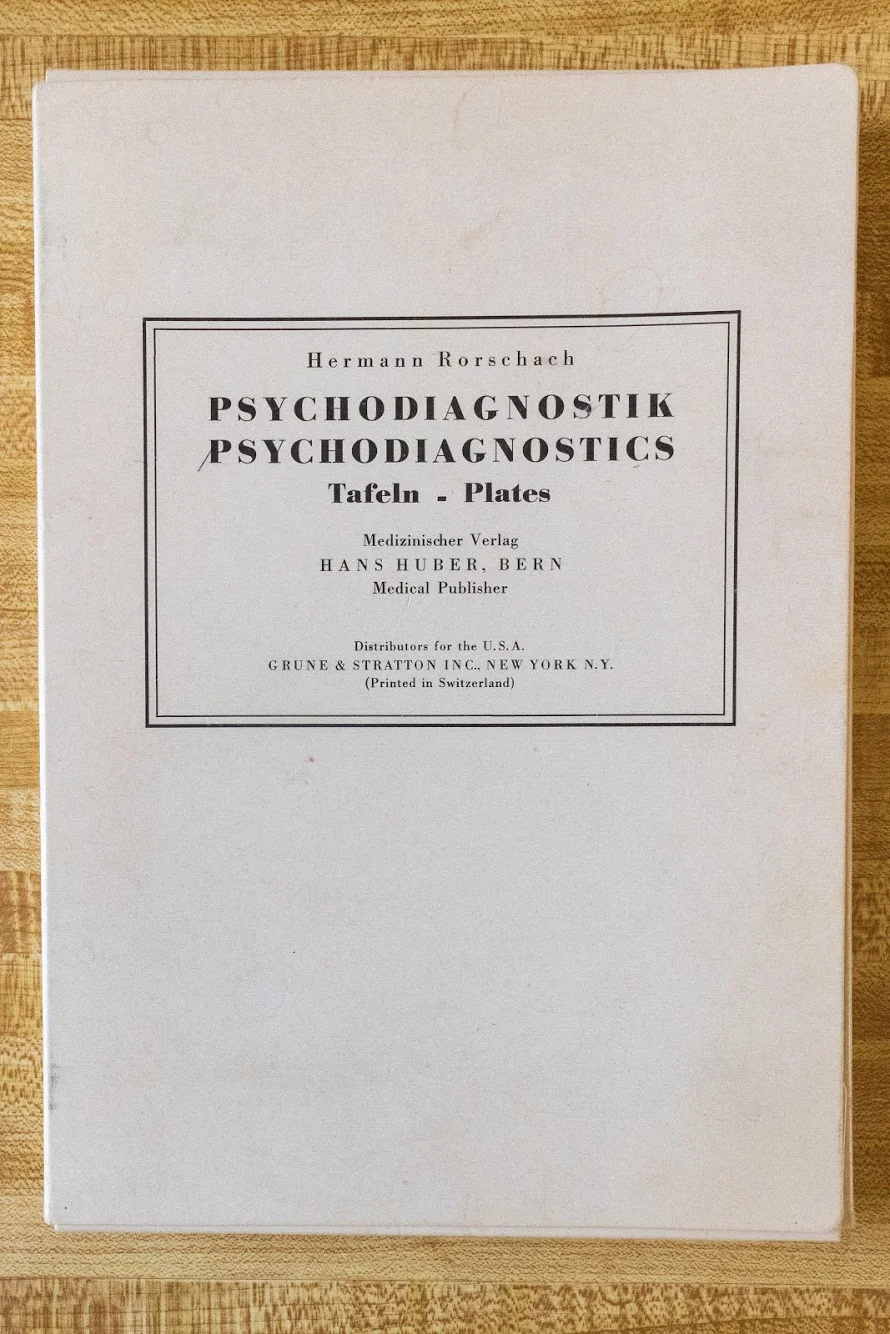 Hermann Rorschach
PSYCHODIAGNOSTIK
PSYCHODIAGNOSTICS
Tafeln - Plates
Medizinischer Verlag
HANS HUBER, BERN
Medical Publisher
Distributors for the U.S.A.
GRUNE & STRATTON INC., NEW YORK N.Y.
(Printed in Switzerland)